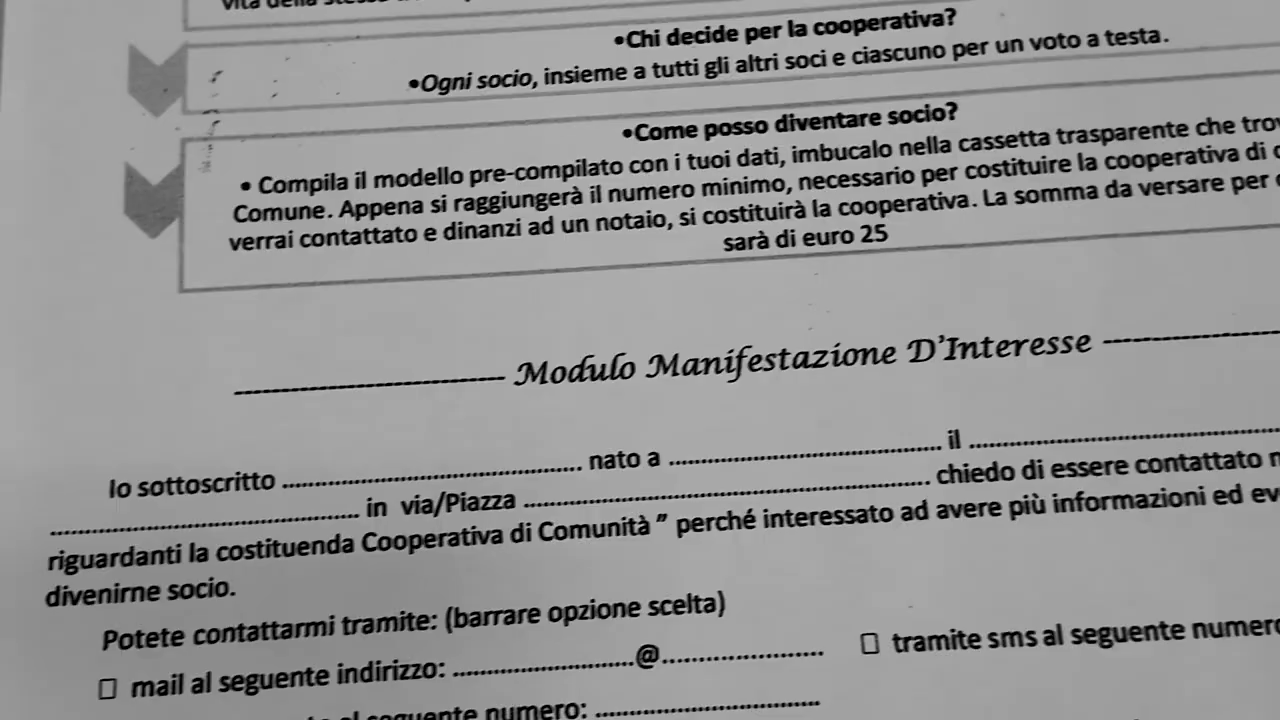 vita della stessa
•Chi decide per la cooperativa?
•Ogni socio, insieme a tutti gli altri soci e ciascuno per un voto a testa.
•Come posso diventare socio?
• Compila il modello pre-compilato con i tuoi dati, imbucalo nella cassetta trasparente che
Comune. Appena si raggiungerà il numero minimo, necessario per costituire la cooperativa di
verrai contattato e dinanzi ad un notaio, si costituirà la cooperativa. La somma da versare per
sarà di euro 25
Modulo Manifestazione D'Interesse
Io sottoscritto ........................................ nato a ........................................ il ........................................
........................................ in via/Piazza ........................................ chiedo di essere contattato
riguardanti la costituenda Cooperativa di Comunità " perché interessato ad avere più informazioni ed
divenirne socio.
Potete contattarmi tramite: (barrare opzione scelta)
☐ mail al seguente indirizzo: ..........................@........................ ☐ tramite sms al seguente numero
al seguente numero: ..................................